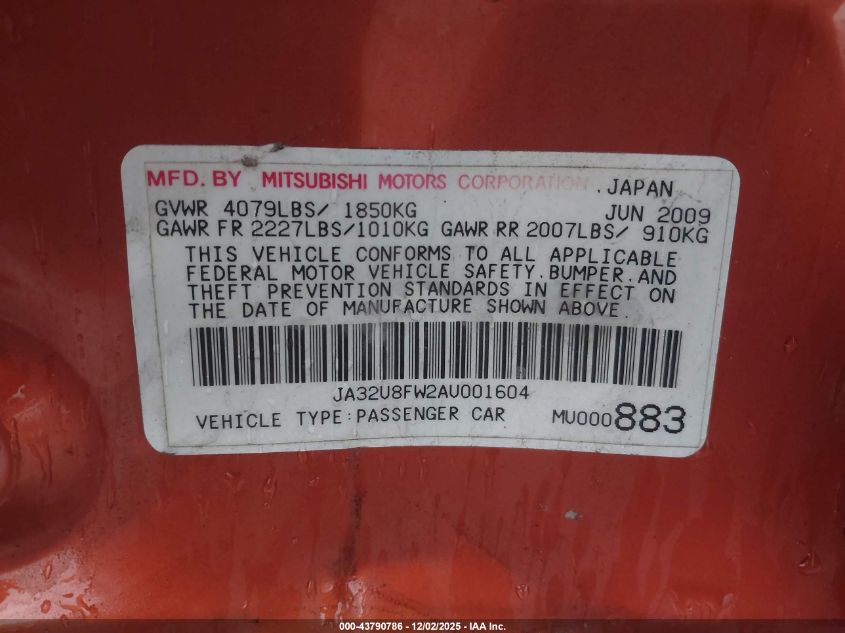 MFD. BY MITSUBISHI MOTORS CORPORATION. JAPAN
GVWR 4079LBS/ 1850KG JUN 2009
GAWR FR 2227LBS/1010KG GAWR RR 2007LBS/ 910KG
THIS VEHICLE CONFORMS TO ALL APPLICABLE
FEDERAL MOTOR VEHICLE SAFETY. BUMPER. AND
THEFT PREVENTION STANDARDS IN EFFECT ON
THE DATE OF MANUFACTURE SHOWN ABOVE.
JA32U8FW2AU001604
VEHICLE TYPE:PASSENGER CAR MU000883
000-43790786 - 12/02/2025 - IAA Inc.